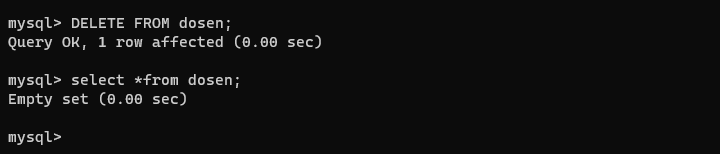 mysql> DELETE FROM dosen;
Query OK, 1 row affected (0.00 sec)
mysql> select *from dosen;
Empty set (0.00 sec)
mysql>